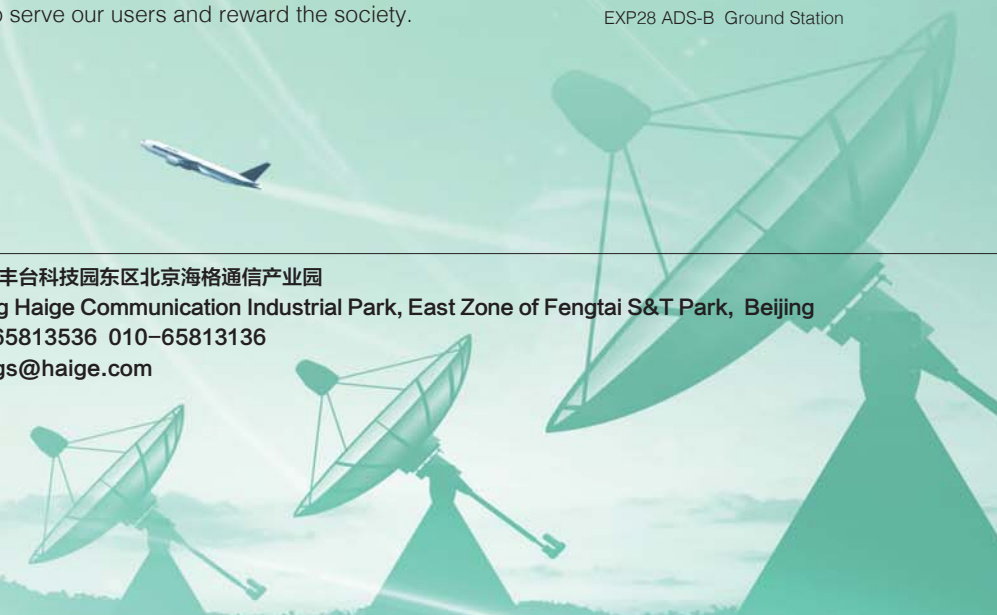 serve our users and reward the society.
EXP28 ADS-B Ground Station
丰台科技园东区北京海格通信产业园
Haige Communication Industrial Park, East Zone of Fengtai S&T Park, Beijing
65813536 010-65813136
@haige.com